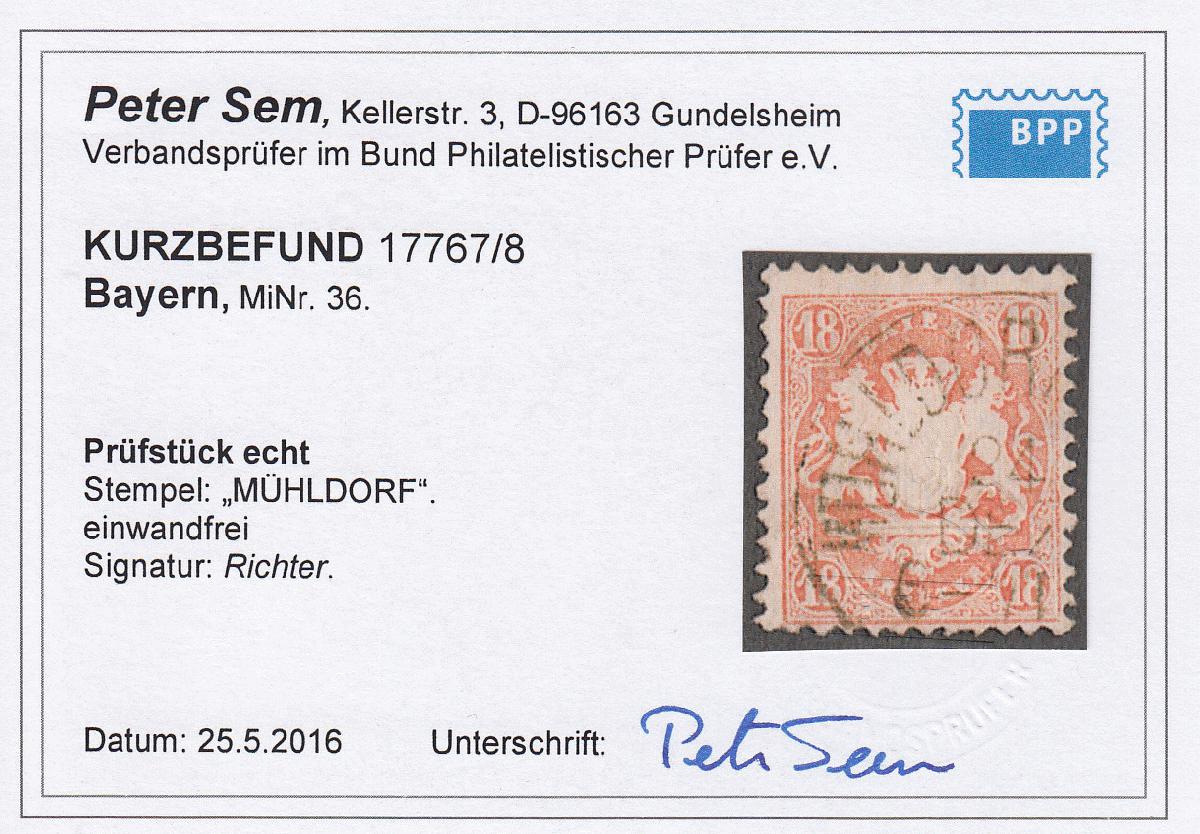 Peter Sem, Kellerstr. 3, D-96163 Gundelsheim
Verbandsprüfer im Bund Philatelistischer Prüfer e.V.
BPP
KURZBEFUND 17767/8
Bayern, MiNr. 36.
18 18
MÜHLDORF
18 18
Prüfstück echt
Stempel: „MÜHLDORF“.
einwandfrei
Signatur: Richter.
Datum: 25.5.2016 Unterschrift: Peter Sem